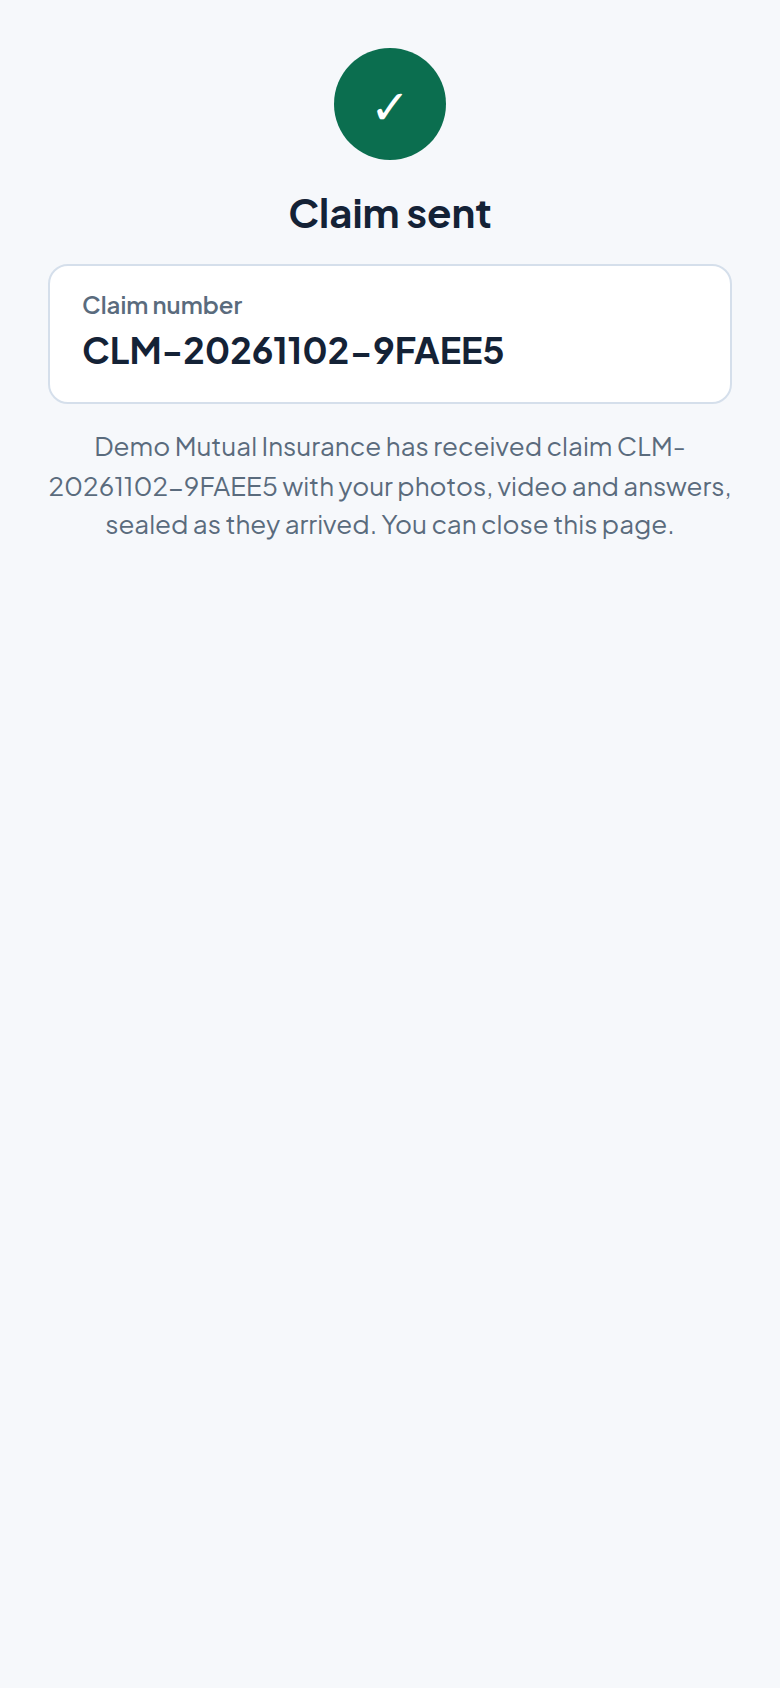 ✓
Claim sent
Claim number
CLM-20261102-9FAEE5
Demo Mutual Insurance has received claim CLM-
20261102-9FAEE5 with your photos, video and answers,
sealed as they arrived. You can close this page.